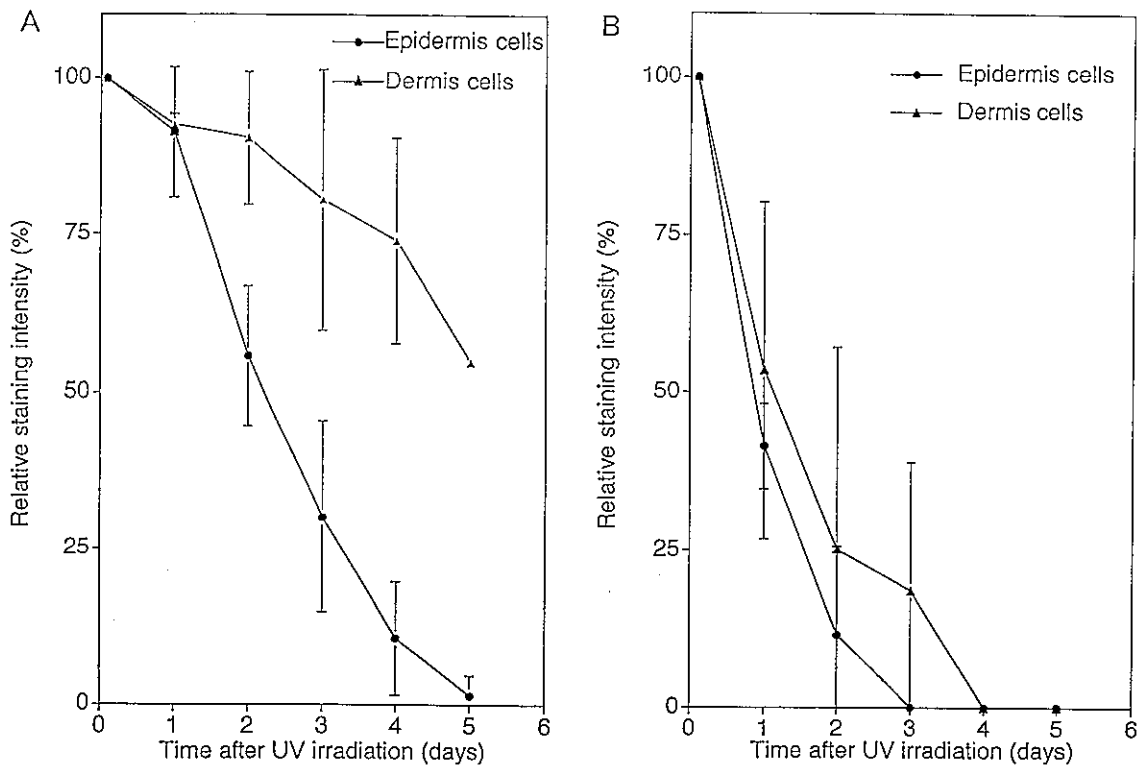 A
Epidermis cells
Dermis cells
100
75
50
25
0
Relative staining intensity (%)
0 1 2 3 4 5 6
Time after UV irradiation (days)
B
Epidermis cells
Dermis cells
100
75
50
25
0
Relative staining intensity (%)
0 1 2 3 4 5 6
Time after UV irradiation (days)